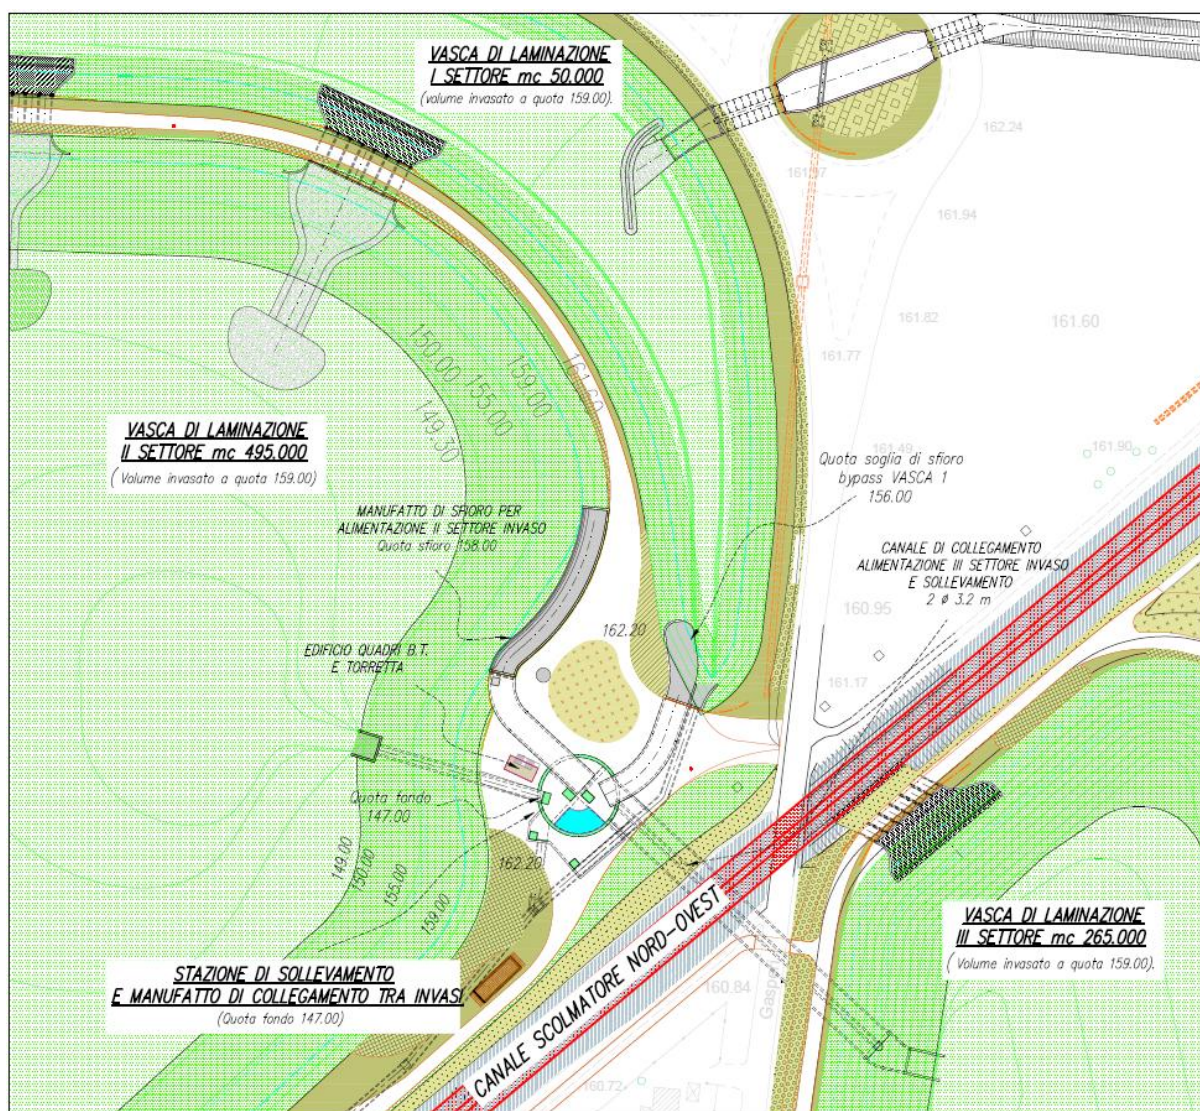 VASCA DI LAMINAZIONE
I SETTORE mc 50.000
(volume invasato a quota 159.00).
162.24
161.97
161.94
161.82
161.60
161.77
150.00
155.00
159.00
161.60
149.30
VASCA DI LAMINAZIONE
II SETTORE mc 495.000
(Volume invasato a quota 159.00)
161.49
161.90
Quota soglia di sfioro
bypass VASCA 1
156.00
MANUFATTO DI SFIORO PER
ALIMENTAZIONE II SETTORE INVASO
Quota sfioro 158.00
CANALE DI COLLEGAMENTO
ALIMENTAZIONE III SETTORE INVASO
E SOLLEVAMENTO
2 ø 3.2 m
160.95
162.20
EDIFICIO QUADRI B.T.
E TORRETTA
161.17
Quota fondo
147.00
149.00
150.00
155.00
159.00
162.20
VASCA DI LAMINAZIONE
III SETTORE mc 265.000
(Volume invasato a quota 159.00).
STAZIONE DI SOLLEVAMENTO
E MANUFATTO DI COLLEGAMENTO TRA INVASI
(Quota fondo 147.00)
CANALE SCOLMATORE NORD-OVEST
160.84
160.72